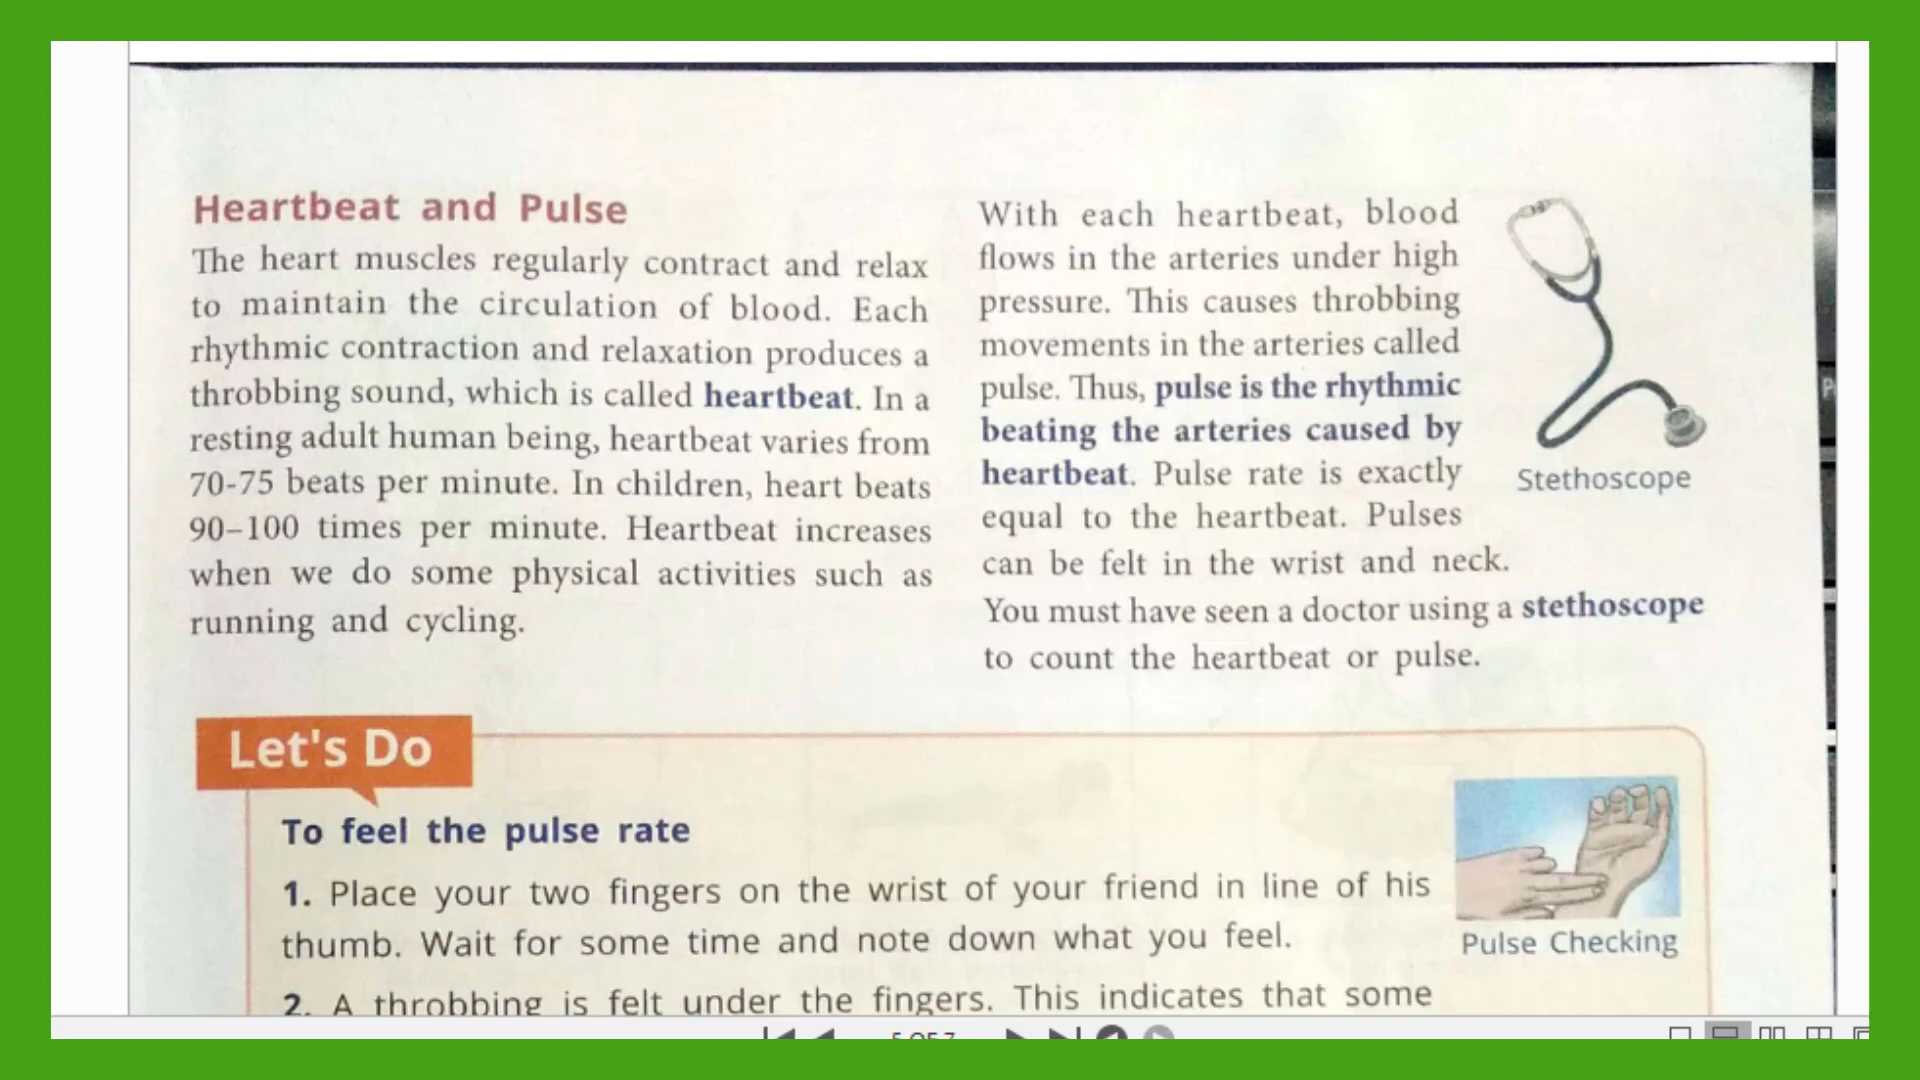 Heartbeat and Pulse
The heart muscles regularly contract and relax
to maintain the circulation of blood. Each
rhythmic contraction and relaxation produces a
throbbing sound, which is called heartbeat. In a
resting adult human being, heartbeat varies from
70-75 beats per minute. In children, heart beats
90–100 times per minute. Heartbeat increases
when we do some physical activities such as
running and cycling.
With each heartbeat, blood
flows in the arteries under high
pressure. This causes throbbing
movements in the arteries called
pulse. Thus, pulse is the rhythmic
beating the arteries caused by
heartbeat. Pulse rate is exactly
equal to the heartbeat. Pulses
can be felt in the wrist and neck.
You must have seen a doctor using a stethoscope
to count the heartbeat or pulse.
Stethoscope
Let's Do
To feel the pulse rate
1. Place your two fingers on the wrist of your friend in line of his
thumb. Wait for some time and note down what you feel.
2. A throbbing is felt under the fingers. This indicates that some
Pulse Checking
5 OF 7